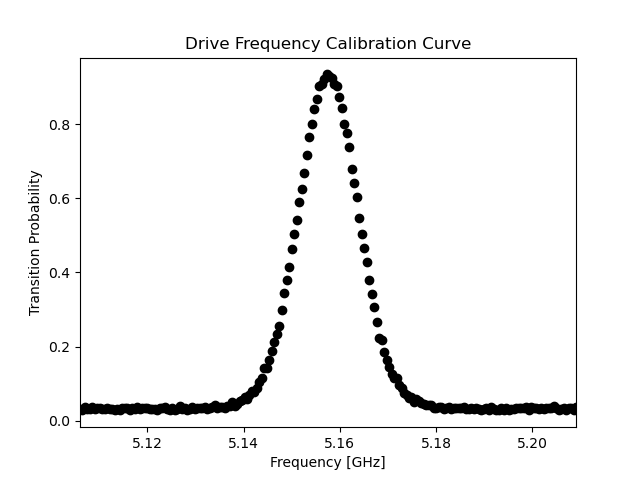 Drive Frequency Calibration Curve
Transition Probability
0.8
0.6
0.4
0.2
0.0
5.12 5.14 5.16 5.18 5.20
Frequency [GHz]